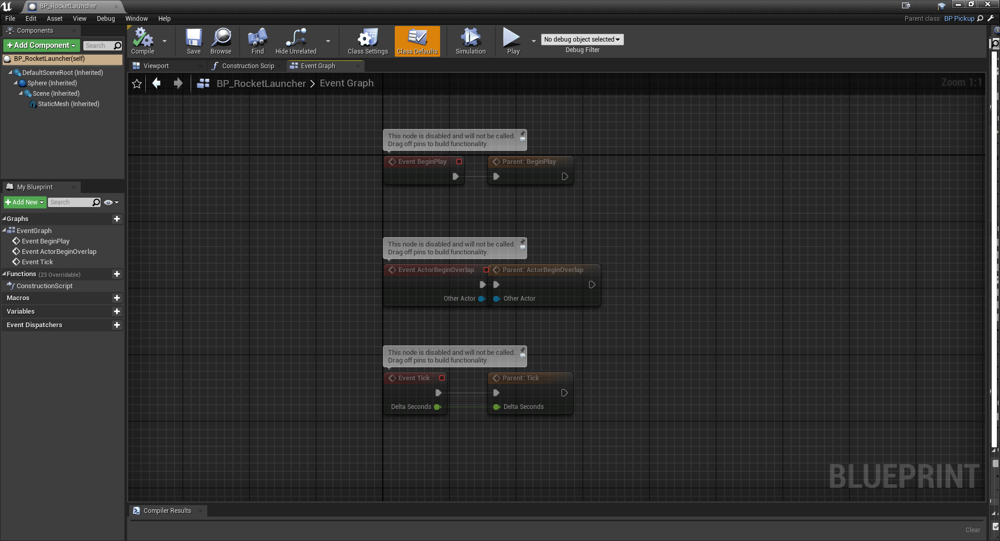 BP_RocketLauncher
File Edit Asset View Debug Window Help
Parent class: BP Pickup
Components
+Add Component
Search
BP_RocketLauncher(self)
DefaultSceneRoot (Inherited)
Sphere (Inherited)
Scene (Inherited)
StaticMesh (Inherited)
My Blueprint
+Add New
Search
Graphs
EventGraph
Event BeginPlay
Event ActorBeginOverlap
Event Tick
Functions (23 Overridable)
ConstructionScript
Macros
Variables
Event Dispatchers
Compile Save Browse Find Hide Unrelated Class Settings Class Defaults Simulation Play
No debug object selected
Debug Filter
Viewport
Construction Scrip
Event Graph
BP_RocketLauncher > Event Graph
Zoom 1:1
This node is disabled and will not be called.
Drag off pins to build functionality.
Event BeginPlay
Parent: BeginPlay
This node is disabled and will not be called.
Drag off pins to build functionality.
Event ActorBeginOverlap
Parent: ActorBeginOverlap
Other Actor
Other Actor
This node is disabled and will not be called.
Drag off pins to build functionality.
Event Tick
Parent: Tick
Delta Seconds
Delta Seconds
BLUEPRINT
Compiler Results
Clear